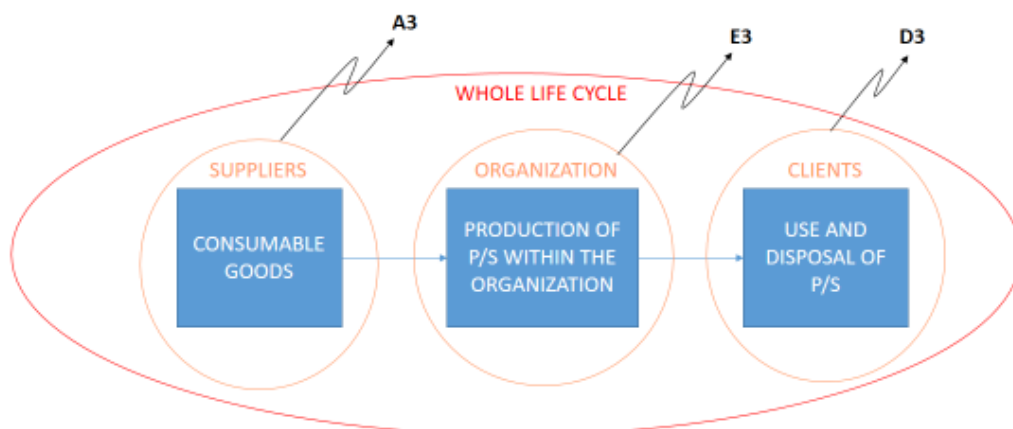 A3
E3
D3
WHOLE LIFE CYCLE
SUPPLIERS
ORGANIZATION
CLIENTS
CONSUMABLE
GOODS
PRODUCTION OF
P/S WITHIN THE
ORGANIZATION
USE AND
DISPOSAL OF
P/S